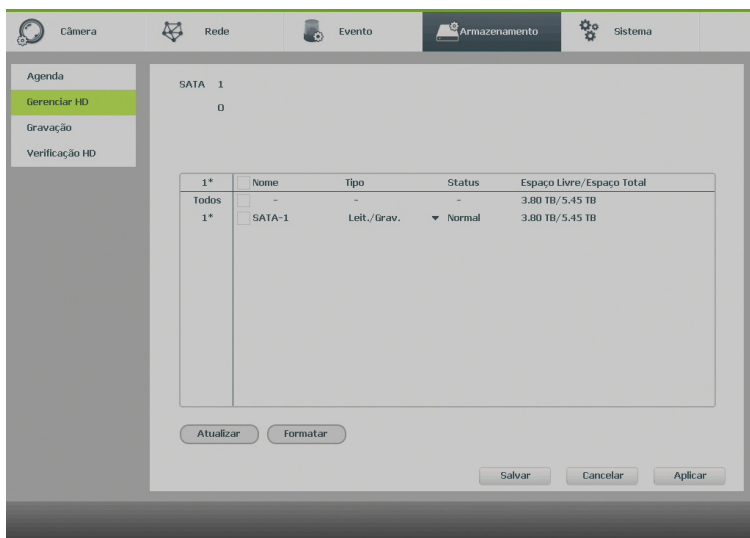 Câmera Rede Evento Armazenamento Sistema
Agenda
Gerenciar HD
Gravação
Verificação HD
SATA 1
O
1* Nome Tipo Status Espaço Livre/Espaço Total
Todos - - - 3.80 TB/5.45 TB
1* SATA-1 Leit./Grav. Normal 3.80 TB/5.45 TB
Atualizar Formatar
Salvar Cancelar Aplicar